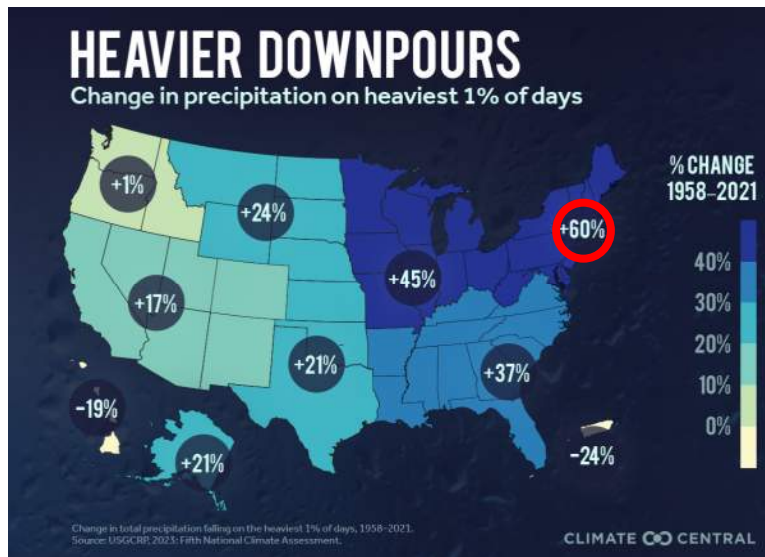 HEAVIER DOWNPOURS
Change in precipitation on heaviest 1% of days
% CHANGE
1958–2021
+1%
+24%
+60%
+45%
+17%
+21%
+37%
-19%
+21%
-24%
40%
30%
20%
10%
0%
Change in total precipitation falling on the heaviest 1% of days, 1958–2021.
Source: USGCRP, 2023: Fifth National Climate Assessment.
CLIMATE CENTRAL